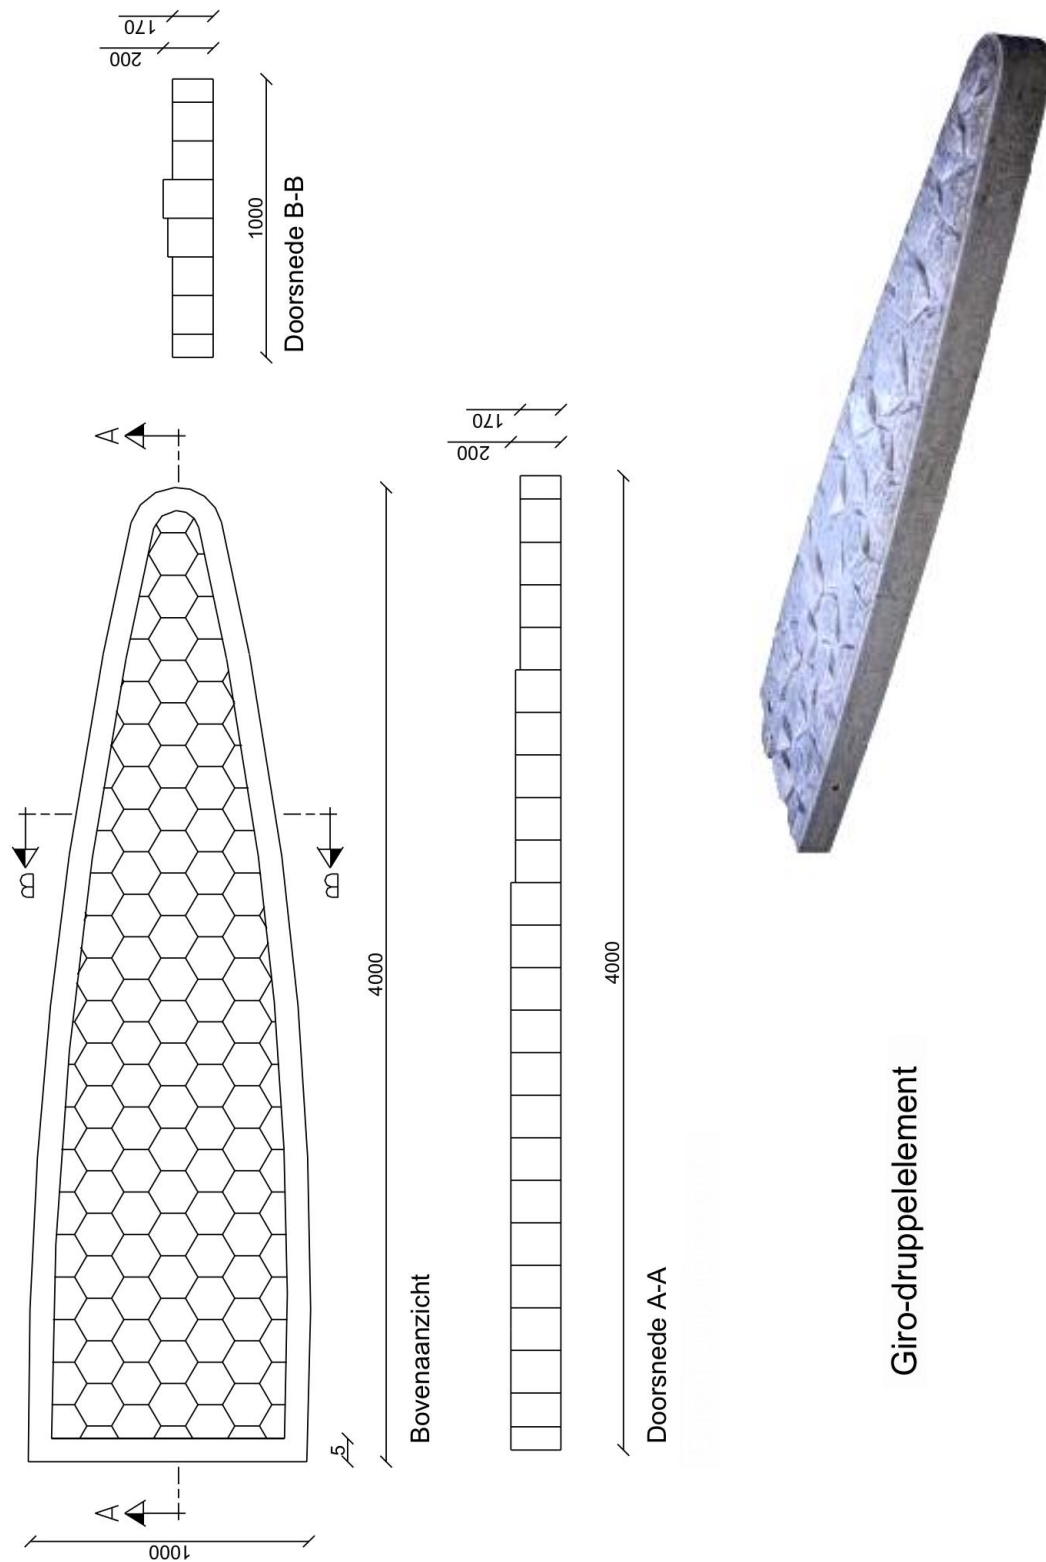 170
200
1000
Doorsnede B-B
A
A
B
B
1000
5
4000
Bovenaanzicht
170
200
4000
Doorsnede A-A
Giro-druppelelement